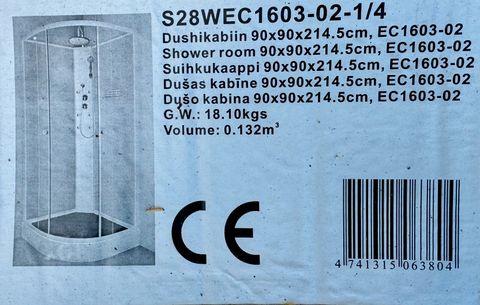 S28WEC1603-02-1/4
Dushikabiin 90x90x214.5cm, EC1603-02
Shower room 90x90x214.5cm, EC1603-02
Suihkukaappi 90x90x214.5cm, EC1603-02
Dušas kabīne 90x90x214.5cm, EC1603-02
Dušo kabina 90x90x214.5cm, EC1603-02
G.W.: 18.10kgs
Volume: 0.132m³
CE
4 741315 063804